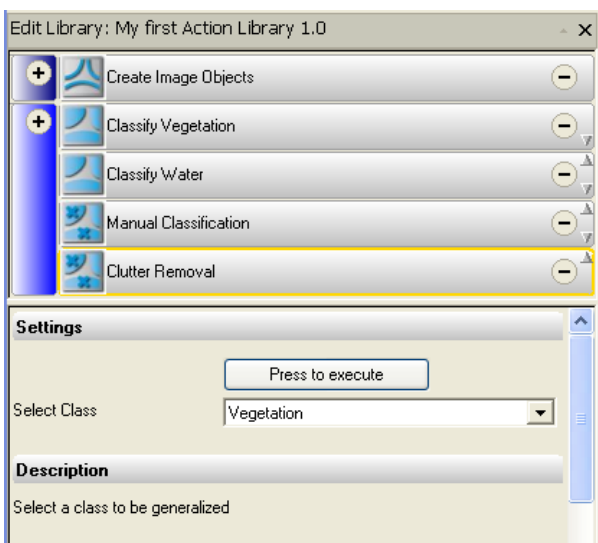 Edit Library: My first Action Library 1.0
Create Image Objects
Classify Vegetation
Classify Water
Manual Classification
Clutter Removal
Settings
Press to execute
Select Class
Vegetation
Description
Select a class to be generalized